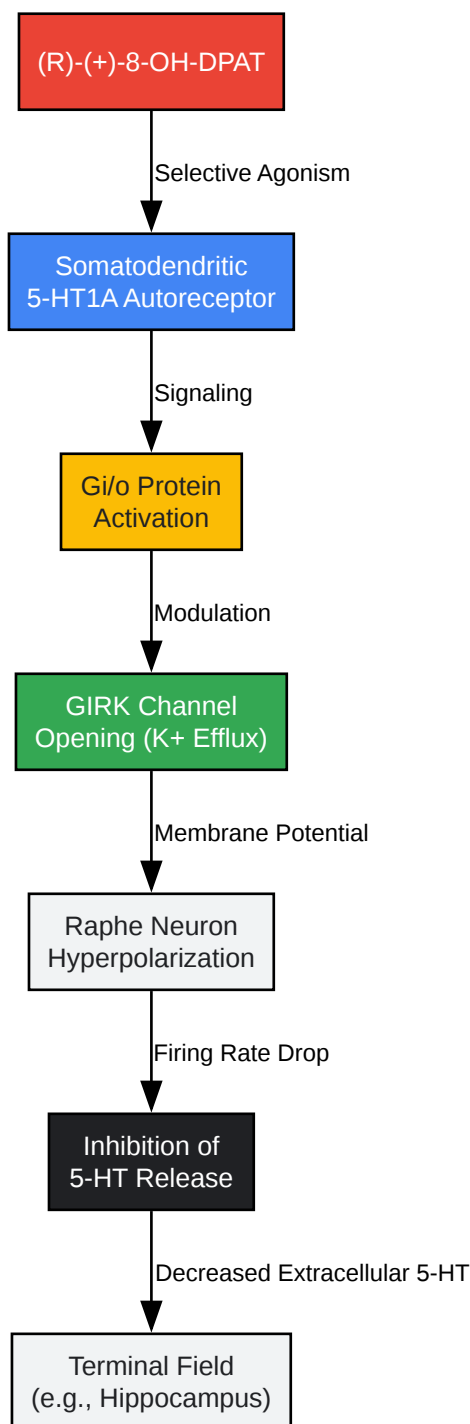 (R)-(+)-8-OH-DPAT
Selective Agonism
Somatodendritic
5-HT1A Autoreceptor
Signaling
Gi/o Protein
Activation
Modulation
GIRK Channel
Opening (K+ Efflux)
Membrane Potential
Raphe Neuron
Hyperpolarization
Firing Rate Drop
Inhibition of
5-HT Release
Decreased Extracellular 5-HT
Terminal Field
(e.g., Hippocampus)